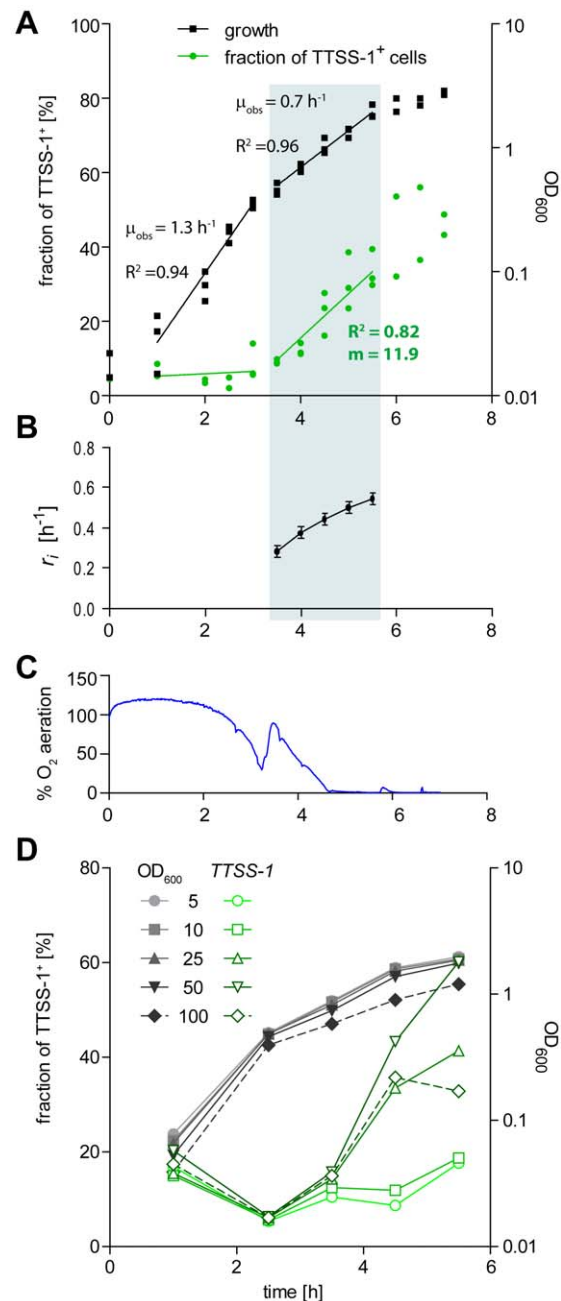 A
growth
fraction of TTSS-1+ cells
fraction of TTSS-1+ [%]
OD600
100
80
60
40
20
0
10
1
0.1
0.01
μobs = 0.7 h-1
R2 =0.96
μobs = 1.3 h-1
R2 =0.94
R2 = 0.82
m = 11.9
0 2 4 6 8
B
ri [h-1]
0.8
0.6
0.4
0.2
0.0
0 2 4 6 8
C
% O2 aeration
150
100
50
0
0 2 4 6 8
D
OD600 TTSS-1
5
10
25
50
100
fraction of TTSS-1+ [%]
OD600
80
60
40
20
0
10
1
0.1
0.01
0 2 4 6
time [h]